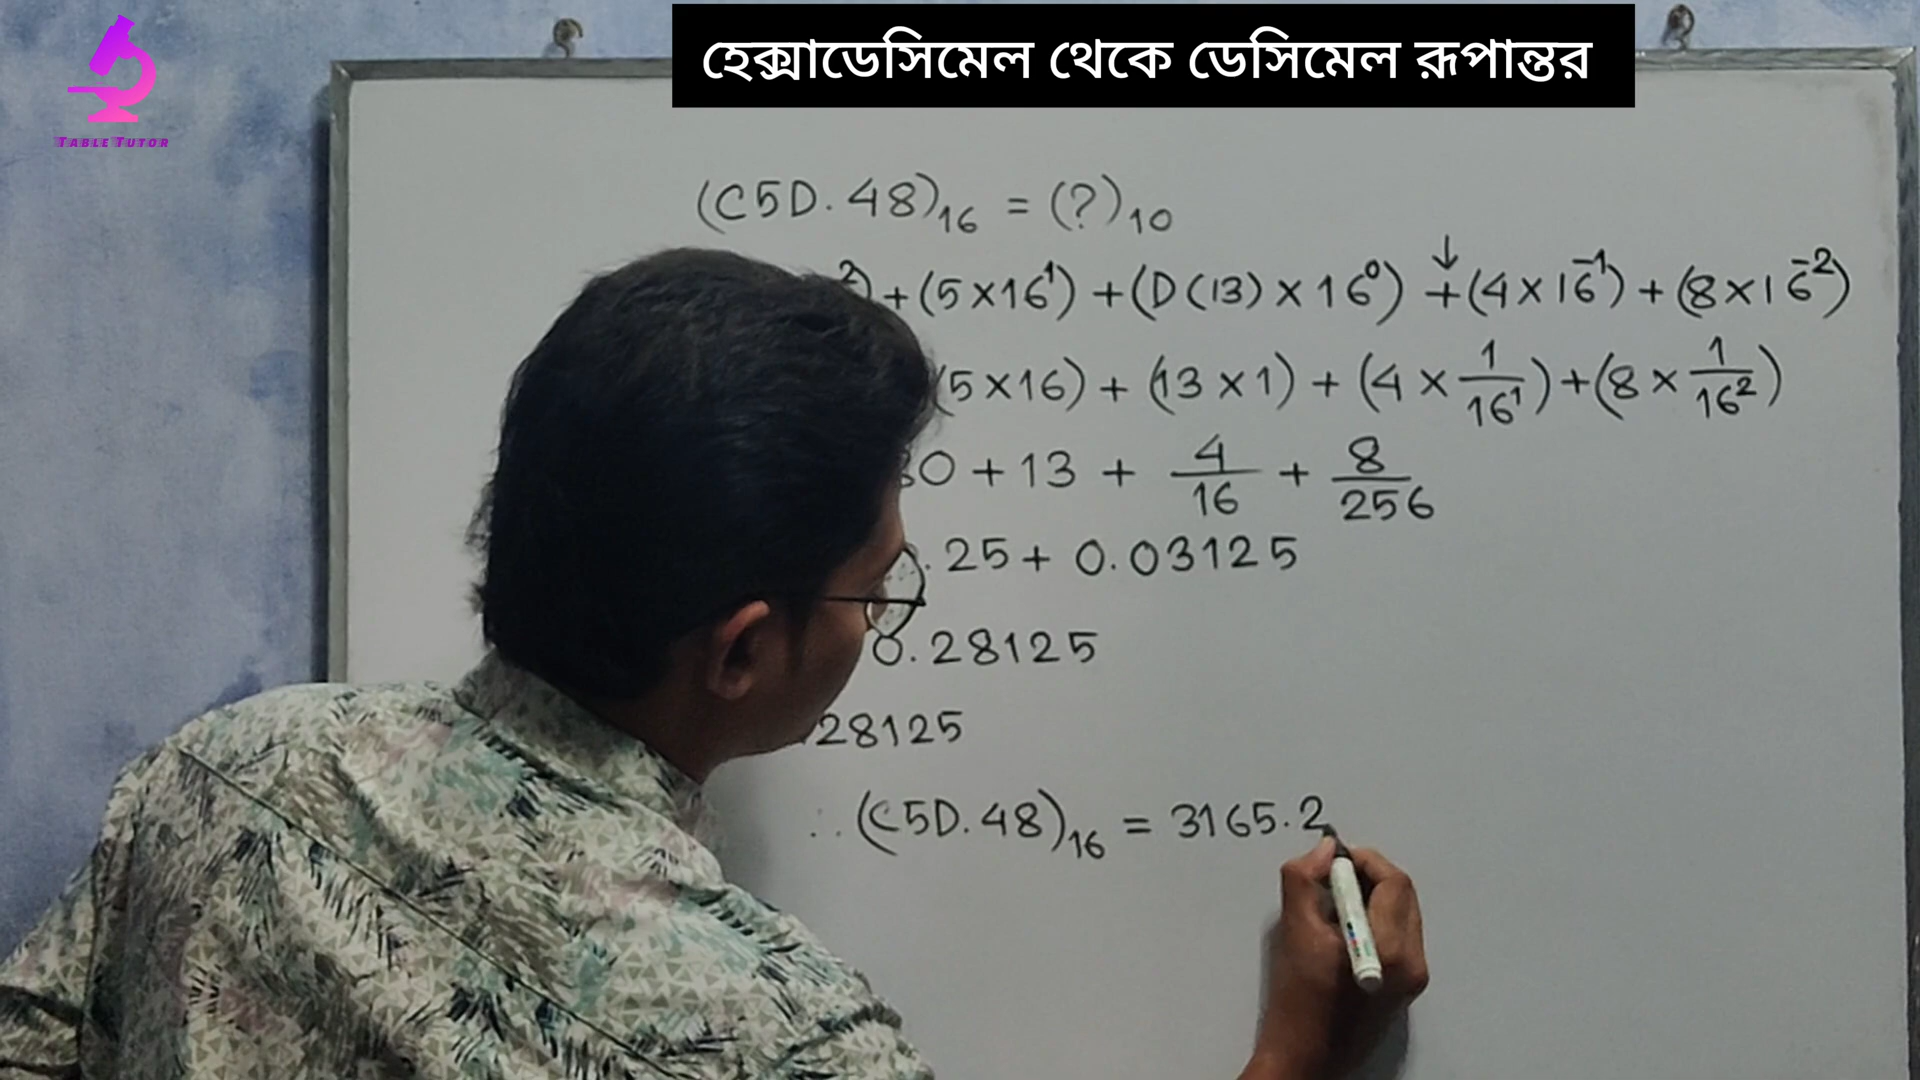 হেক্সাডেসিমেল থেকে ডেসিমেল রূপান্তর
TABLE TUTOR
(C5D.48)₁₆ = (?)₁₀
²) + (5×16¹) + (D(13) × 16⁰) + (4×16⁻¹) + (8×16⁻²)
(5×16) + (13×1) + (4 × 1/16¹) + (8 × 1/16²)
0 + 13 + 4/16 + 8/256
.25 + 0.03125
0.28125
28125
∴ (C5D.48)₁₆ = 3165.2